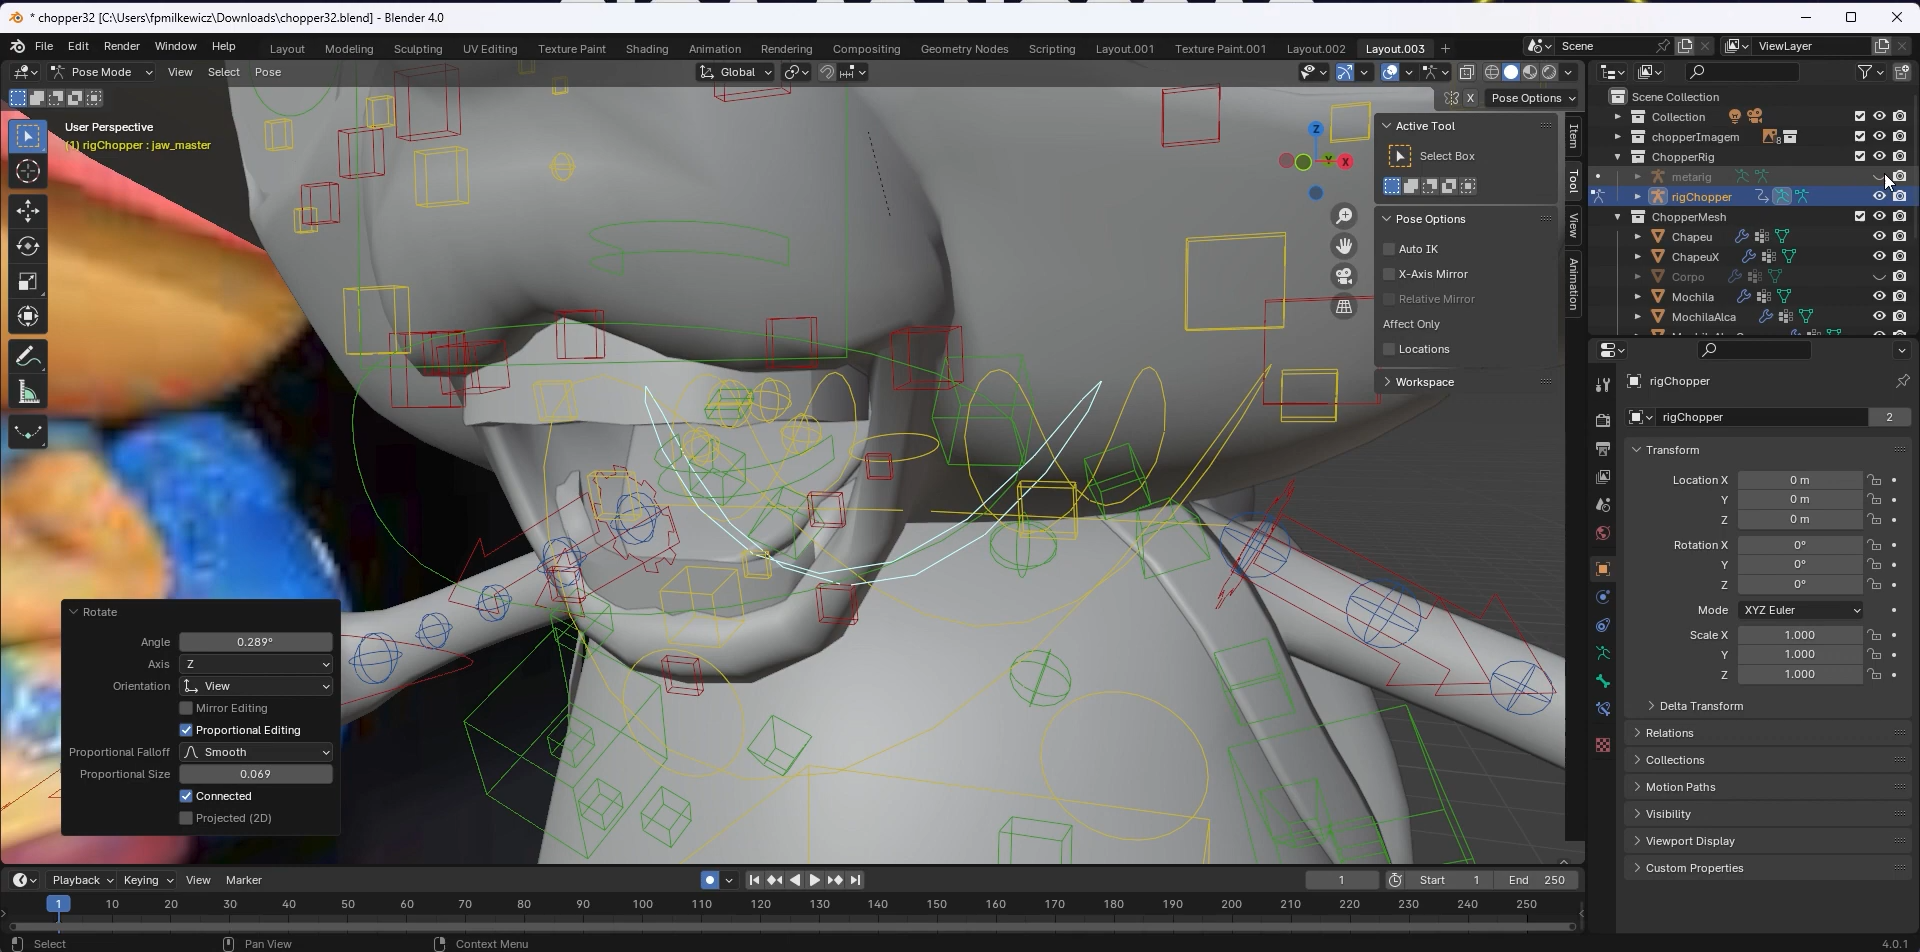 * chopper32 [C:\Users\fpmilkewicz\Downloads\chopper32.blend] - Blender 4.0
File Edit Render Window Help
Layout Modeling Sculpting UV Editing Texture Paint Shading Animation Rendering Compositing Geometry Nodes Scripting Layout.001 Texture Paint.001 Layout.002 Layout.003 +
Scene
ViewLayer
Pose Mode View Select Pose
Global
X Pose Options
User Perspective
(1) rigChopper : jaw_master
Z
Y
X
Active Tool
Select Box
Pose Options
Auto IK
X-Axis Mirror
Relative Mirror
Affect Only
Locations
Workspace
Item
Tool
View
Animation
Scene Collection
Collection
chopperImagem 8
ChopperRig
metarig
rigChopper
ChopperMesh
Chapeu
ChapeuX
Corpo
Mochila
MochilaAlca
rigChopper
rigChopper 2
Transform
Location X 0 m
Y 0 m
Z 0 m
Rotation X 0°
Y 0°
Z 0°
Mode XYZ Euler
Scale X 1.000
Y 1.000
Z 1.000
Delta Transform
Relations
Collections
Motion Paths
Visibility
Viewport Display
Custom Properties
Rotate
Angle 0.289°
Axis Z
Orientation View
Mirror Editing
Proportional Editing
Proportional Falloff Smooth
Proportional Size 0.069
Connected
Projected (2D)
Playback Keying View Marker
1 Start 1 End 250
1 10 20 30 40 50 60 70 80 90 100 110 120 130 140 150 160 170 180 190 200 210 220 230 240 250
Select Pan View Context Menu 4.0.1